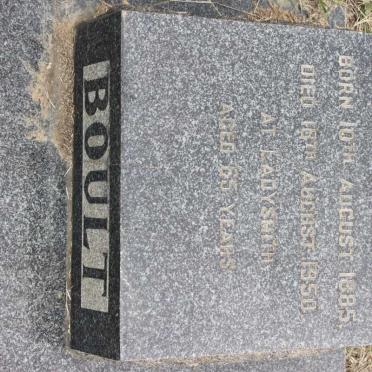 BORN 10TH AUGUST 1885,
DIED 18TH AUGUST 1950,
AT LADYSMITH,
AGED 65 YEARS
BOULT